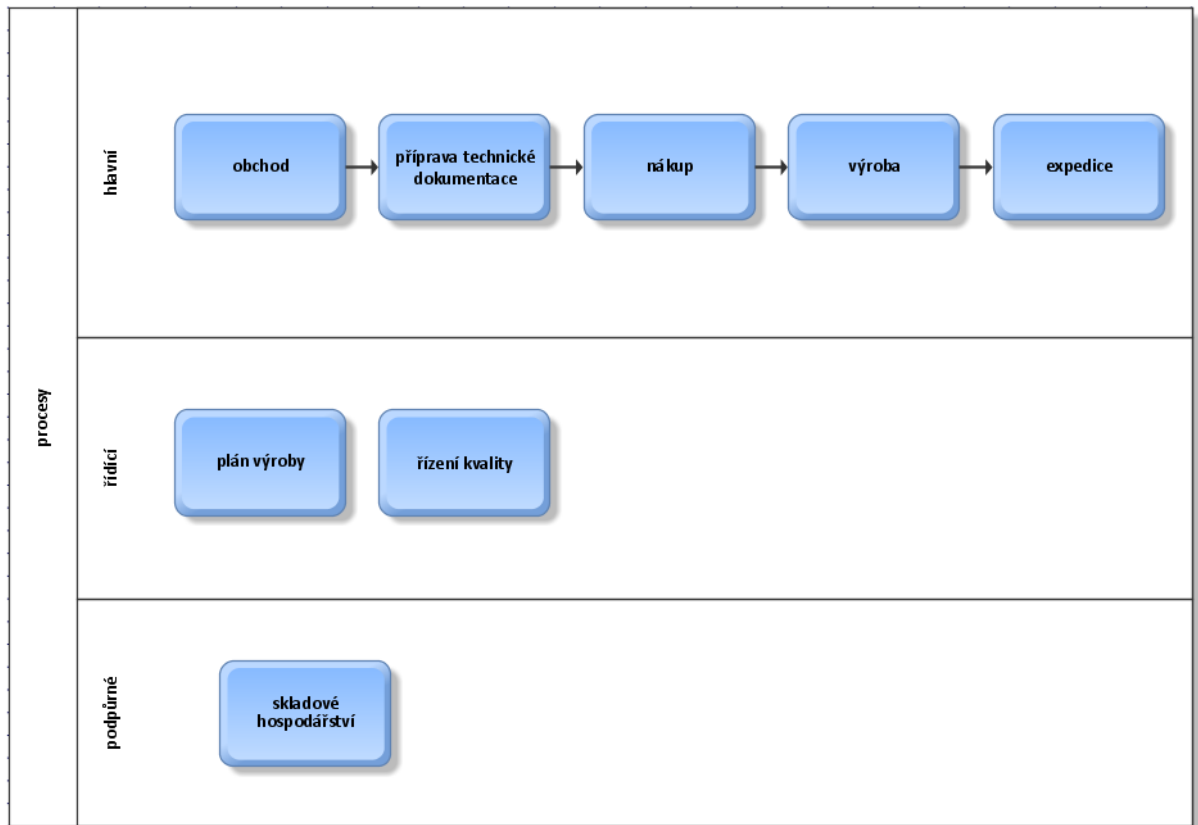 procesy
hlavní
obchod
příprava technické
dokumentace
nákup
výroba
expedice
řídící
plán výroby
řízení kvality
podpůrné
skladové
hospodářství